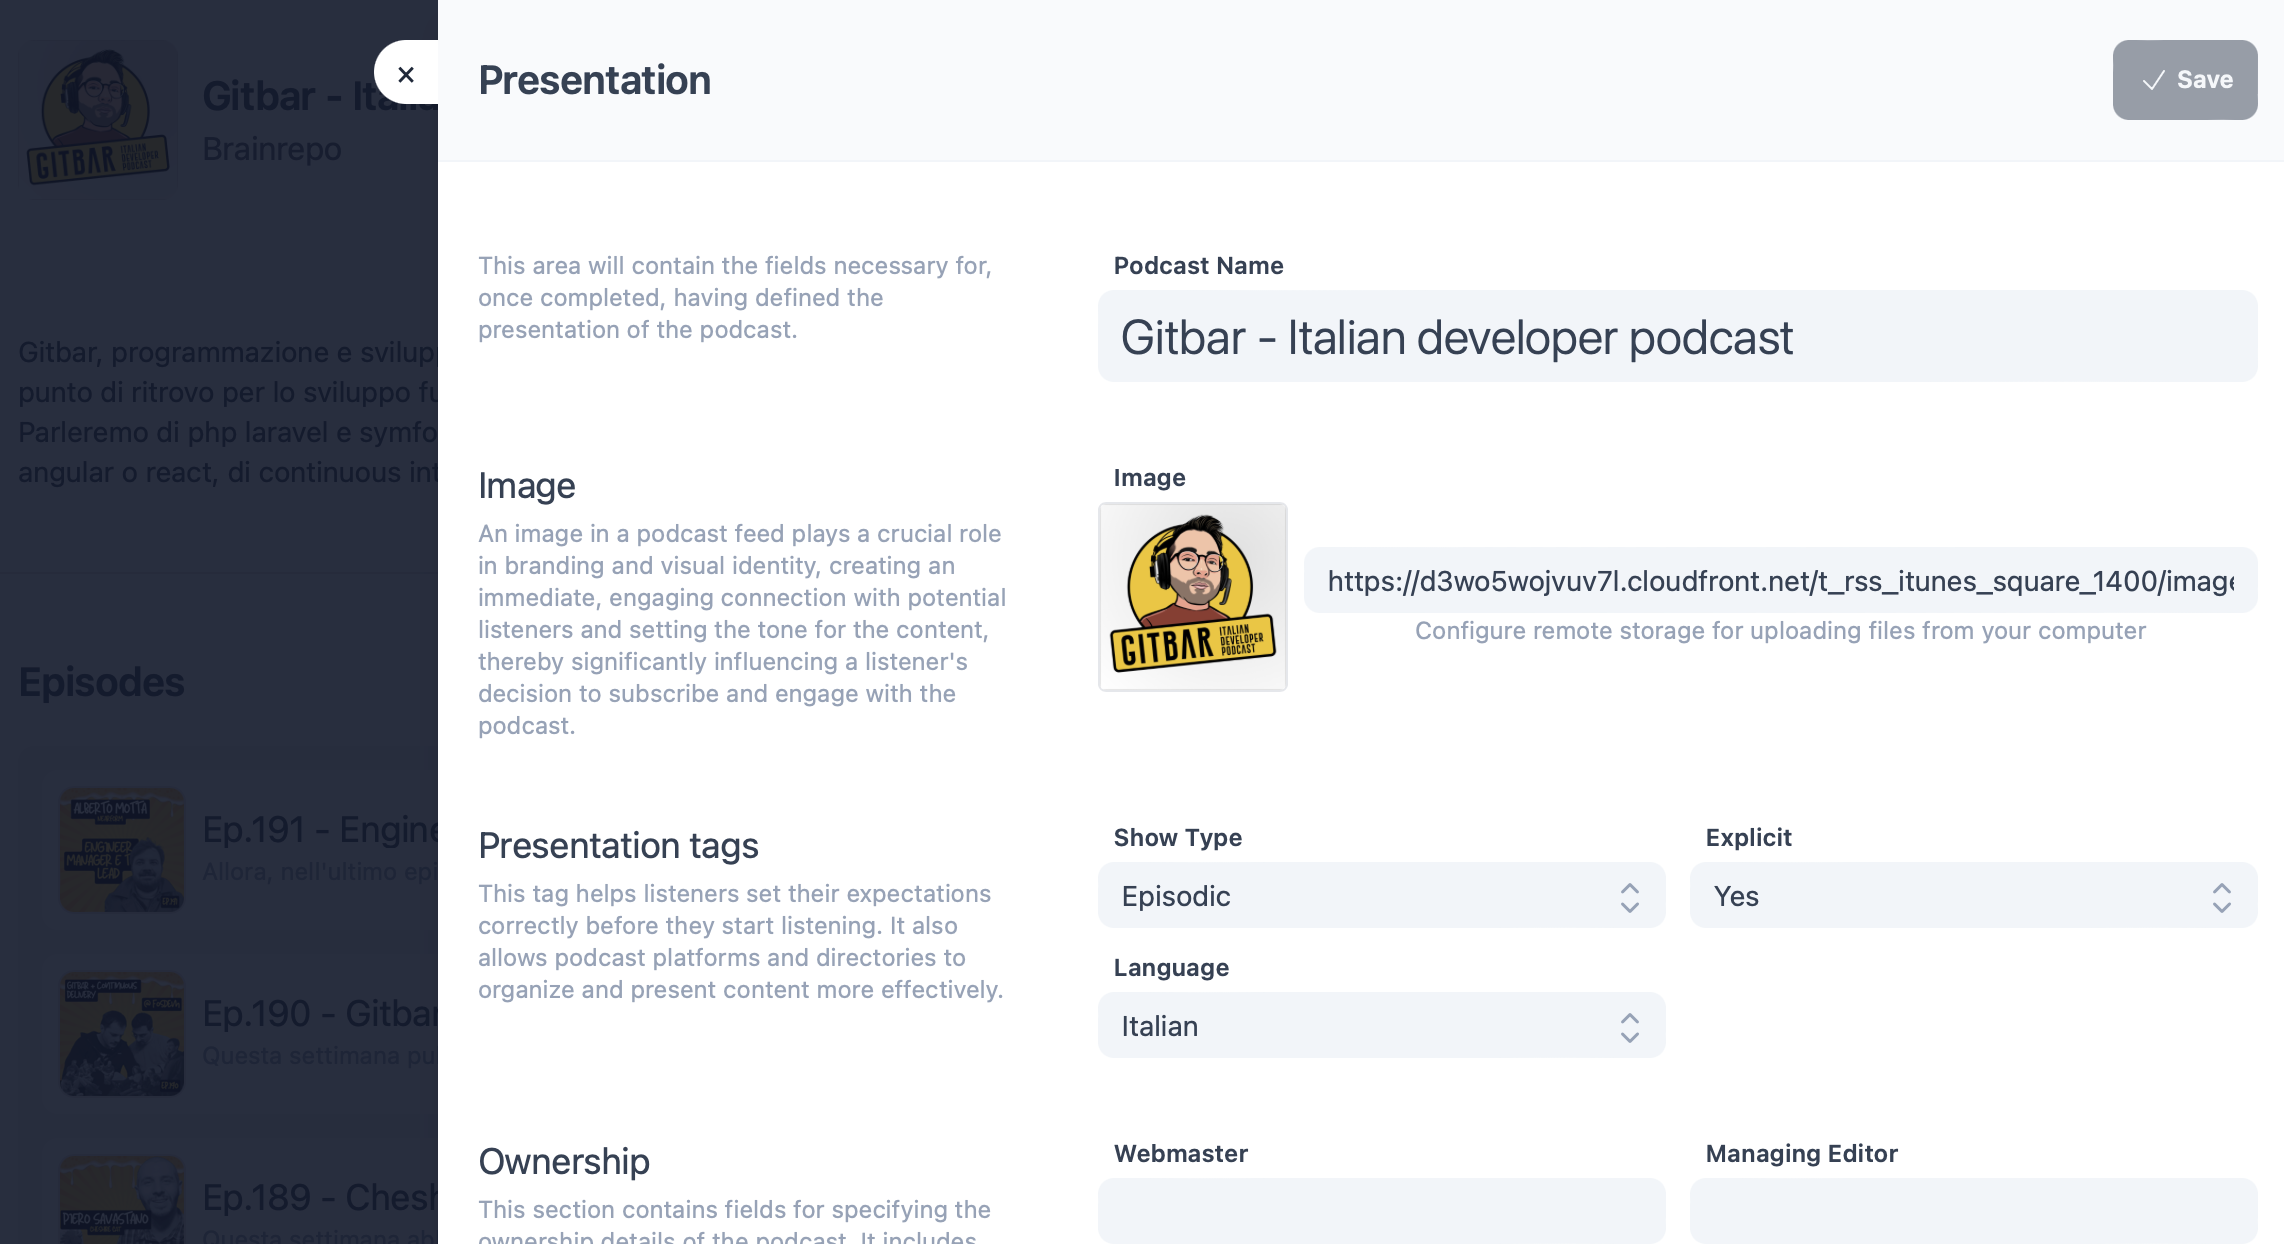 Gitbar - Italia
Brainrepo
Gitbar, programmazione e svilupp
punto di ritrovo per lo sviluppo fu
Parleremo di php laravel e symfo
angular o react, di continuous int
Episodes
ALBERTO MOTTA
ENGINEER
MANAGER E T
LEAD
Ep.191 - Engine
Allora, nell'ultimo epi
GITBAR + CONTINUOUS
DELIVERY
Ep.190 - Gitbar
Questa settimana pu
PIERO SAVASTANO
Ep.189 - Chesh
Questa settimana ab
×
Presentation
Save
This area will contain the fields necessary for,
once completed, having defined the
presentation of the podcast.
Podcast Name
Gitbar - Italian developer podcast
Image
An image in a podcast feed plays a crucial role
in branding and visual identity, creating an
immediate, engaging connection with potential
listeners and setting the tone for the content,
thereby significantly influencing a listener's
decision to subscribe and engage with the
podcast.
Image
GITBAR ITALIAN
DEVELOPER
PODCAST
https://d3wo5wojvuv7l.cloudfront.net/t_rss_itunes_square_1400/image
Configure remote storage for uploading files from your computer
Presentation tags
This tag helps listeners set their expectations
correctly before they start listening. It also
allows podcast platforms and directories to
organize and present content more effectively.
Show Type
Episodic
Explicit
Yes
Language
Italian
Ownership
This section contains fields for specifying the
ownership details of the podcast. It includes
Webmaster
Managing Editor